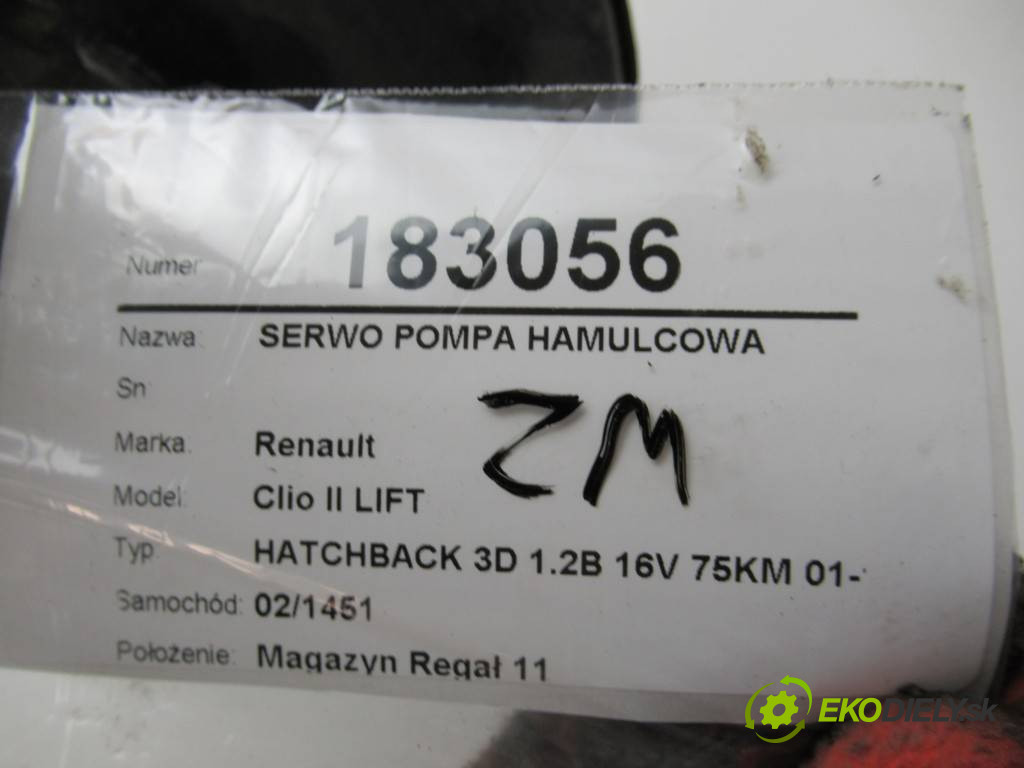 Numer 183056
Nazwa: SERWO POMPA HAMULCOWA
Sn:
ZM
Marka: Renault
Model: Clio II LIFT
Typ: HATCHBACK 3D 1.2B 16V 75KM 01-
Samochód: 02/1451
Położenie: Magazyn Regał 11
EKODIELY.sk